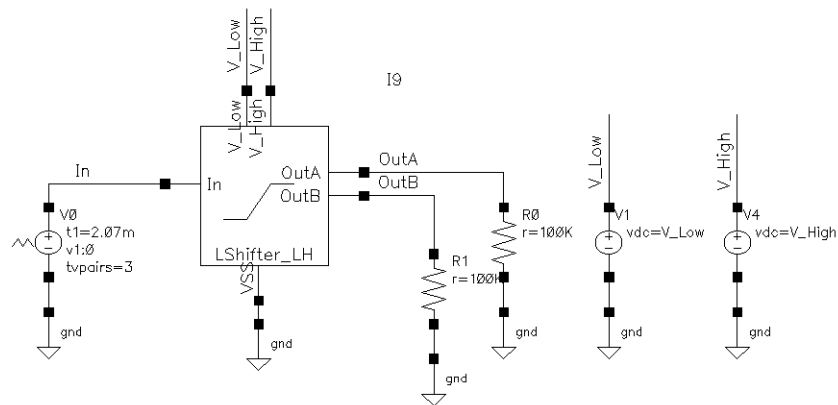 V_Low
V_High
I9
V_Low
V_High
In
In
OutA
OutA
OutB
OutB
LShifter_LH
VSS
V0
t1=2.07m
v1:0
tvpairs=3
gnd
gnd
R1
r=100K
gnd
R0
r=100K
gnd
V_Low
V1
vdc=V_Low
gnd
V_High
V4
vdc=V_High
gnd